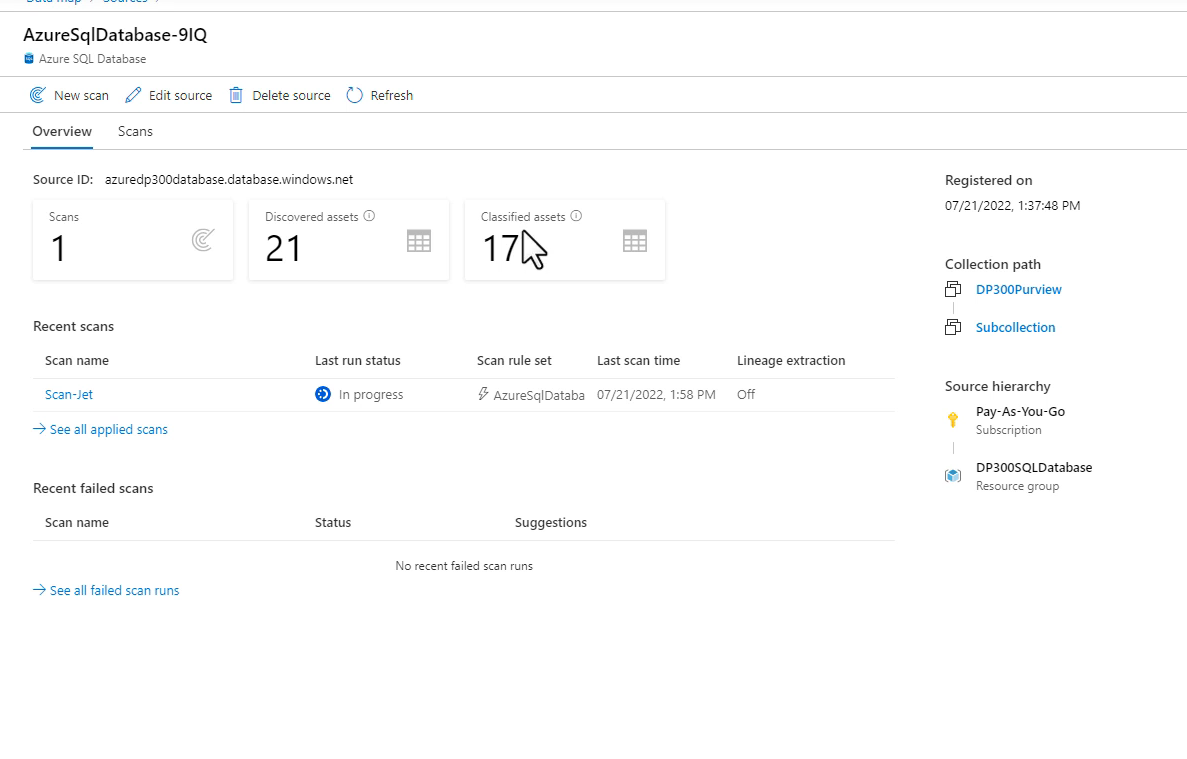 Data map > Sources >
AzureSqlDatabase-9IQ
Azure SQL Database
New scan Edit source Delete source Refresh
Overview Scans
Source ID: azuredp300database.database.windows.net
Scans Discovered assets Classified assets
1 21 17
Recent scans
Scan name Last run status Scan rule set Last scan time Lineage extraction
Scan-Jet In progress AzureSqlDataba 07/21/2022, 1:58 PM Off
→ See all applied scans
Recent failed scans
Scan name Status Suggestions
No recent failed scan runs
→ See all failed scan runs
Registered on
07/21/2022, 1:37:48 PM
Collection path
DP300Purview
Subcollection
Source hierarchy
Pay-As-You-Go
Subscription
DP300SQLDatabase
Resource group